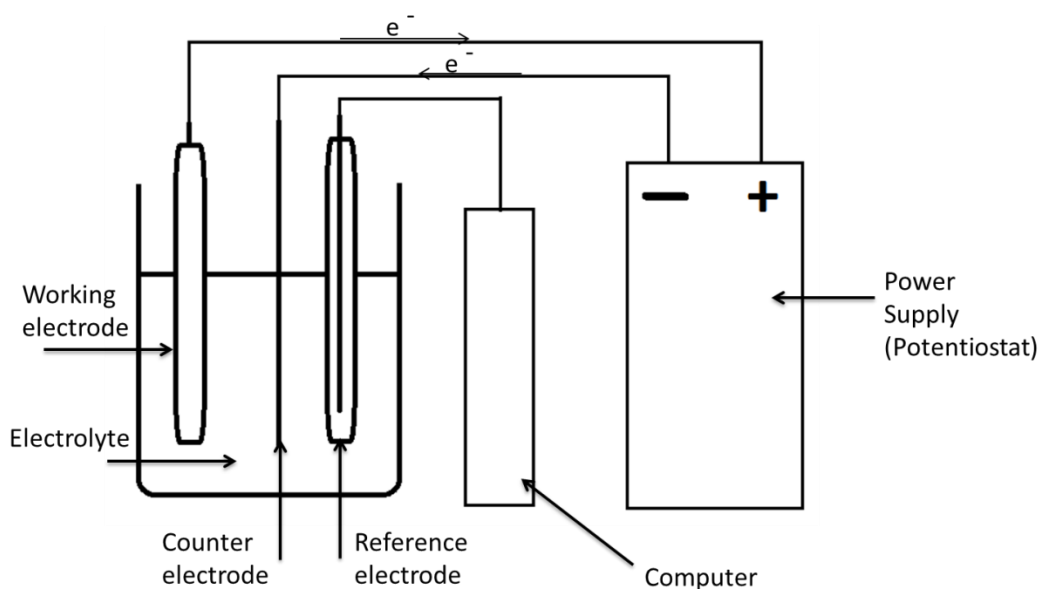 e -
e -
— +
Working
electrode
Power
Supply
(Potentiostat)
Electrolyte
Counter
electrode
Reference
electrode
Computer